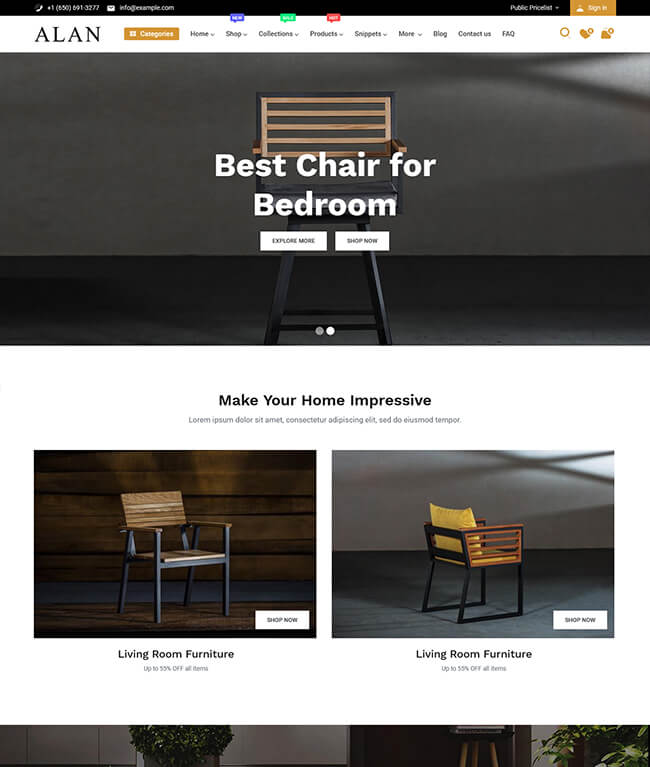 +1 (650) 691-3277 info@example.com Public Pricelist Sign in
NEW SALE HOT
ALAN Categories Home Shop Collections Products Snippets More Blog Contact us FAQ 0 0
Best Chair for
Bedroom
EXPLORE MORE SHOP NOW
Make Your Home Impressive
Lorem ipsum dolor sit amet, consectetur adipiscing elit, sed do eiusmod tempor.
SHOP NOW SHOP NOW
Living Room Furniture Living Room Furniture
Up to 55% OFF all items Up to 55% OFF all items